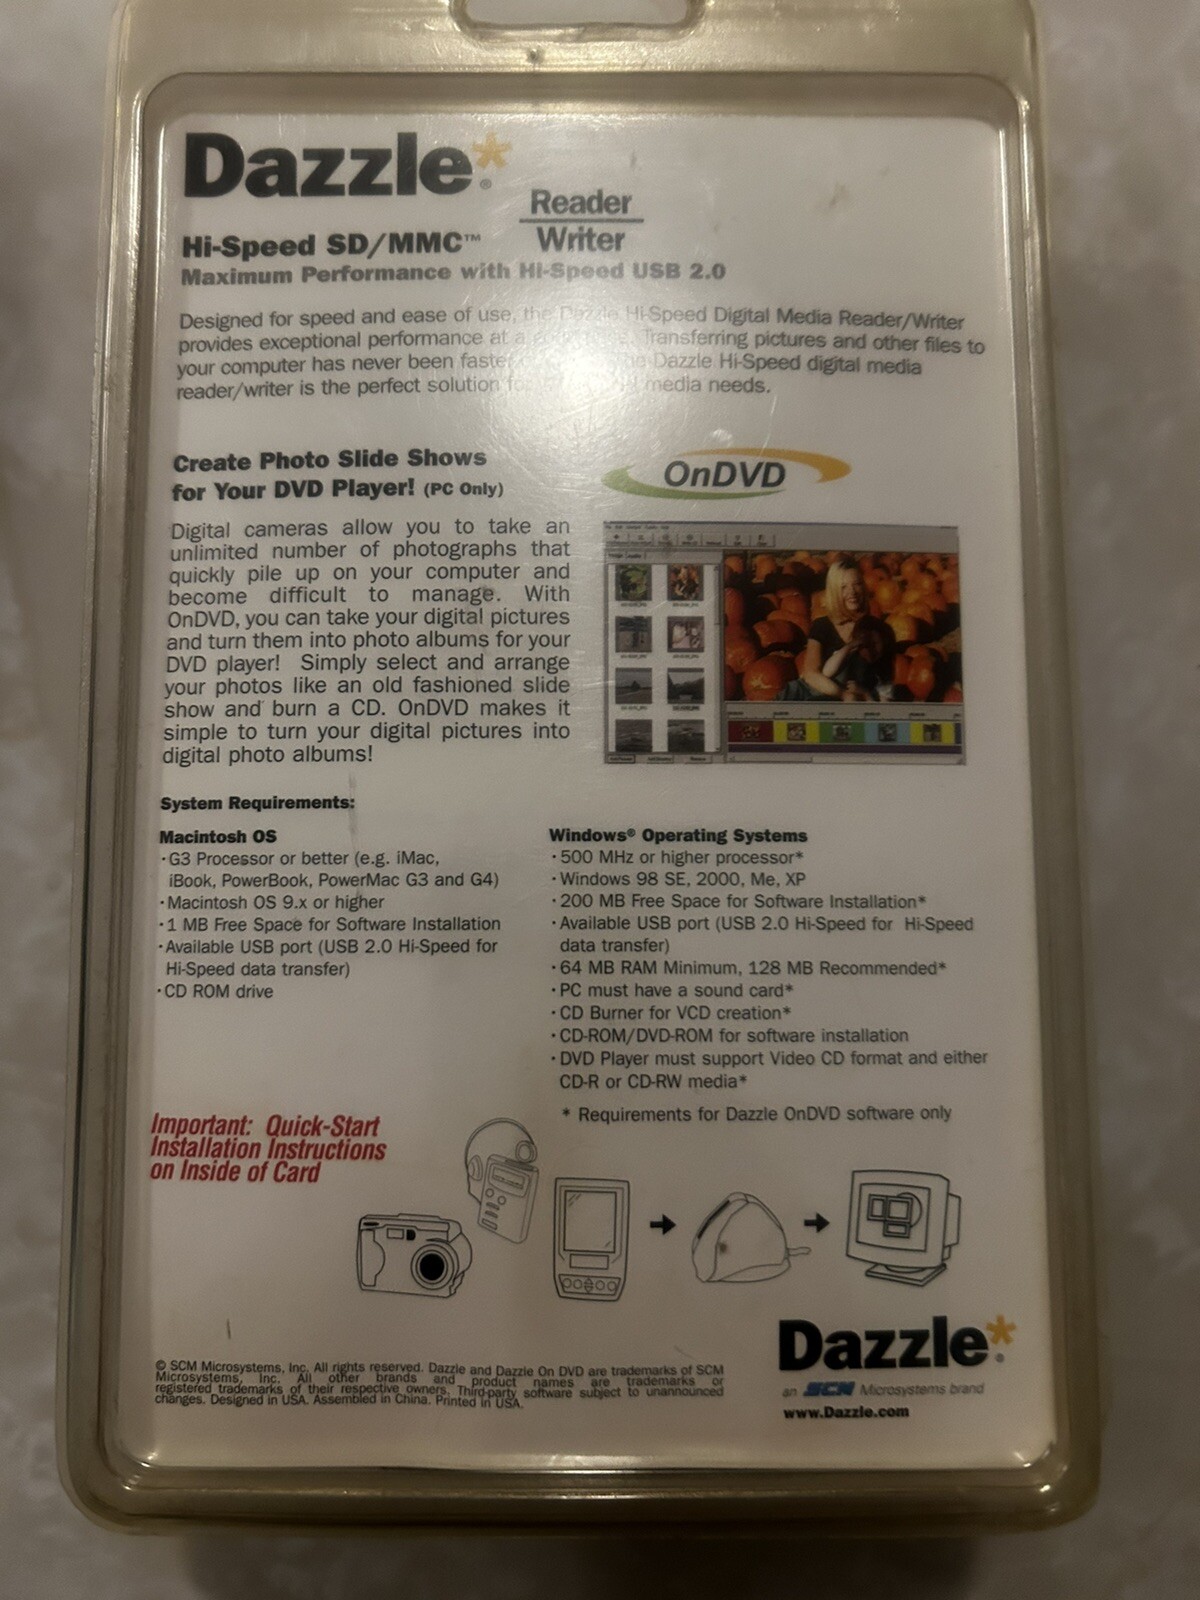 Dazzle*®
Reader
Writer
Hi-Speed SD/MMC™
Maximum Performance with Hi-Speed USB 2.0
Designed for speed and ease of use, the Dazzle Hi-Speed Digital Media Reader/Writer
provides exceptional performance at a Transferring pictures and other files to
your computer has never been faster Dazzle Hi-Speed digital media
reader/writer is the perfect solution media needs.
Create Photo Slide Shows
for Your DVD Player! (PC Only)
OnDVD
Digital cameras allow you to take an
unlimited number of photographs that
quickly pile up on your computer and
become difficult to manage. With
OnDVD, you can take your digital pictures
and turn them into photo albums for your
DVD player! Simply select and arrange
your photos like an old fashioned slide
show and burn a CD. OnDVD makes it
simple to turn your digital pictures into
digital photo albums!
System Requirements:
Macintosh OS
· G3 Processor or better (e.g. iMac,
iBook, PowerBook, PowerMac G3 and G4)
· Macintosh OS 9.x or higher
· 1 MB Free Space for Software Installation
· Available USB port (USB 2.0 Hi-Speed for
Hi-Speed data transfer)
· CD ROM drive
Windows® Operating Systems
· 500 MHz or higher processor*
· Windows 98 SE, 2000, Me, XP
· 200 MB Free Space for Software Installation*
· Available USB port (USB 2.0 Hi-Speed for Hi-Speed
data transfer)
· 64 MB RAM Minimum, 128 MB Recommended*
· PC must have a sound card*
· CD Burner for VCD creation*
· CD-ROM/DVD-ROM for software installation
· DVD Player must support Video CD format and either
CD-R or CD-RW media*
* Requirements for Dazzle OnDVD software only
Important: Quick-Start
Installation Instructions
on Inside of Card
© SCM Microsystems, Inc. All rights reserved. Dazzle and Dazzle On DVD are trademarks of SCM
Microsystems, Inc. All other brands and product names are trademarks or
registered trademarks of their respective owners. Third-party software subject to unannounced
changes. Designed in USA. Assembled in China. Printed in USA.
Dazzle*®
an SCM Microsystems brand
www.Dazzle.com